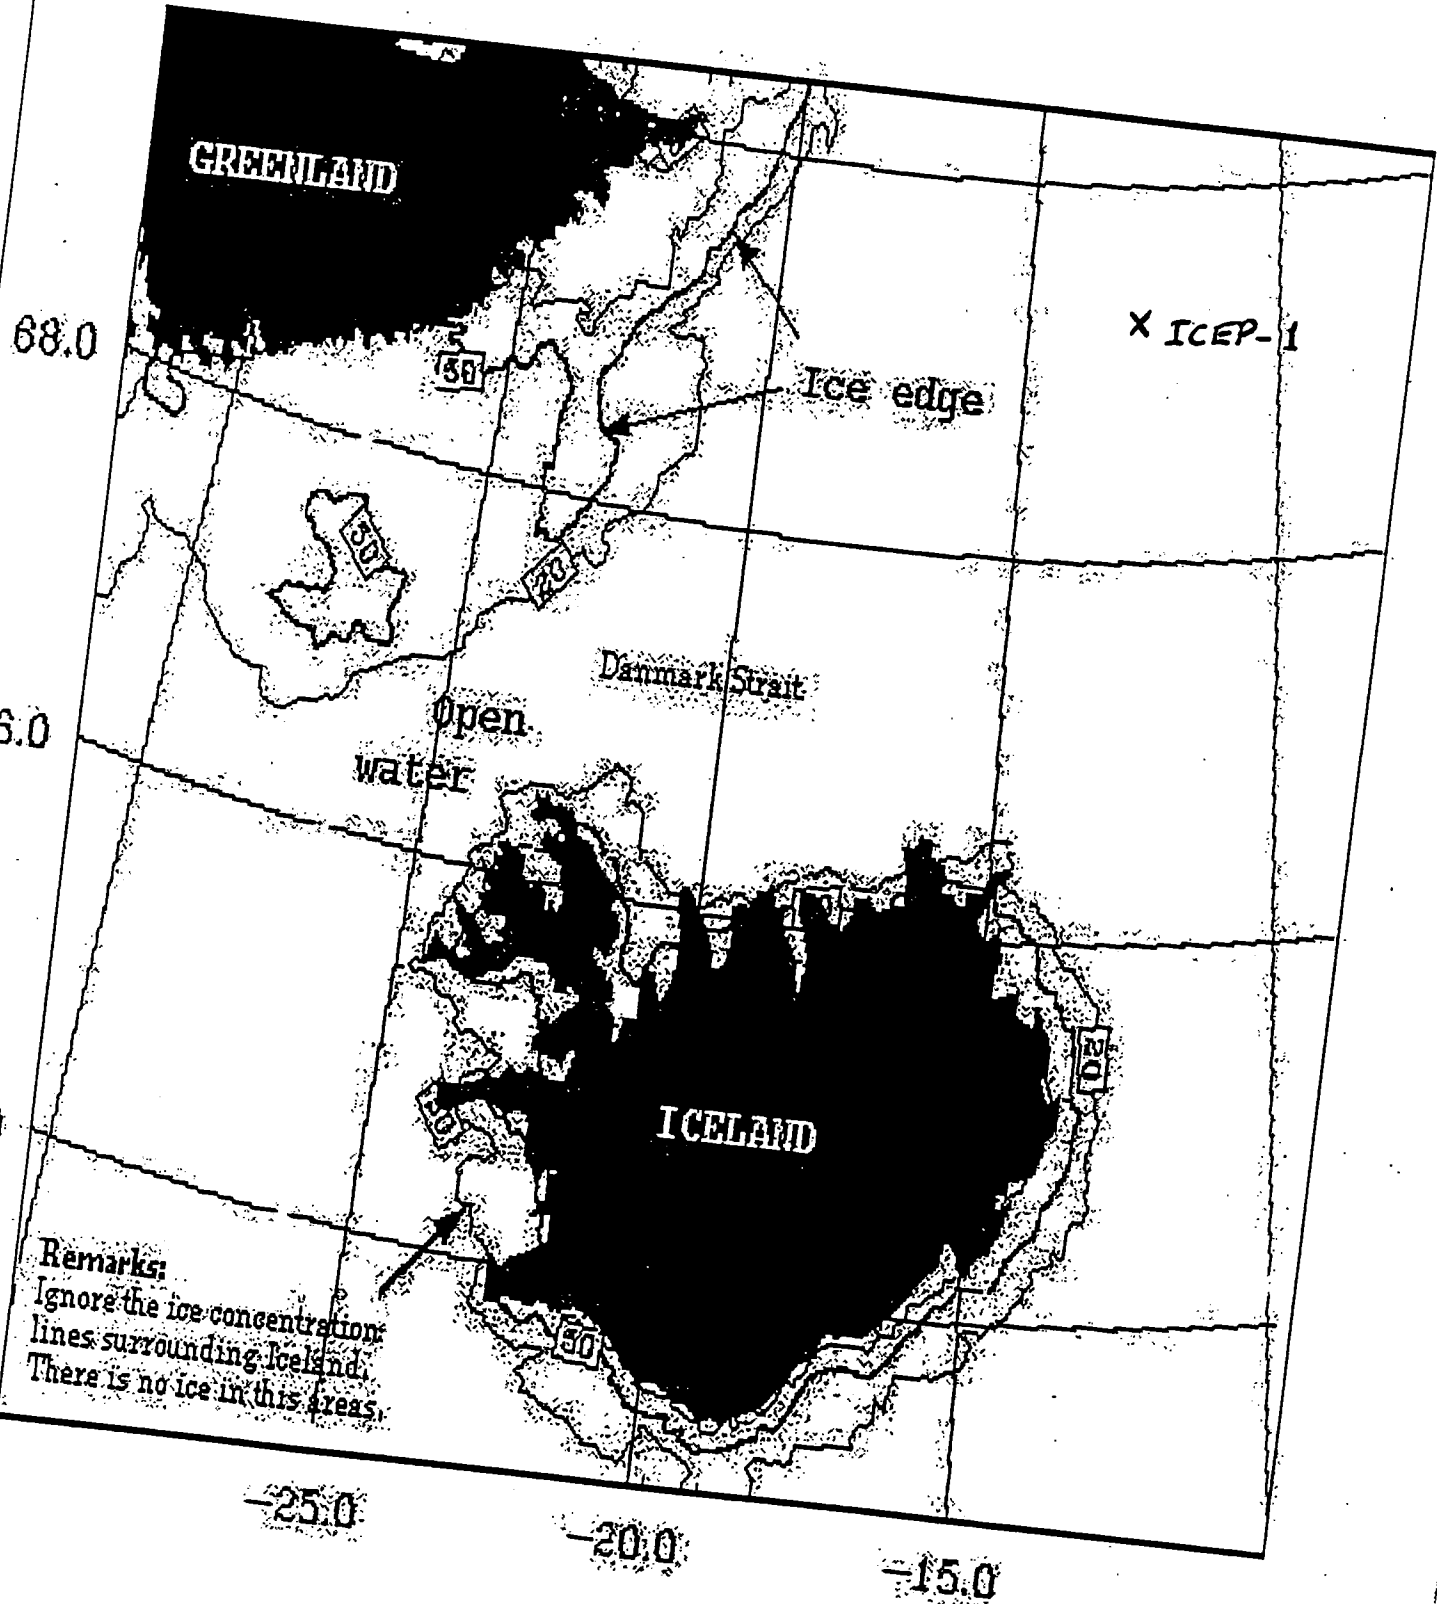 GREENLAND
68.0
× ICEP-1
30
Ice edge
30
20
Danmark Strait
6.0
Open
water
20
ICELAND
Remarks:
Ignore the ice concentration
lines surrounding Iceland.
There is no ice in this areas.
30
-25.0
-20.0
-15.0